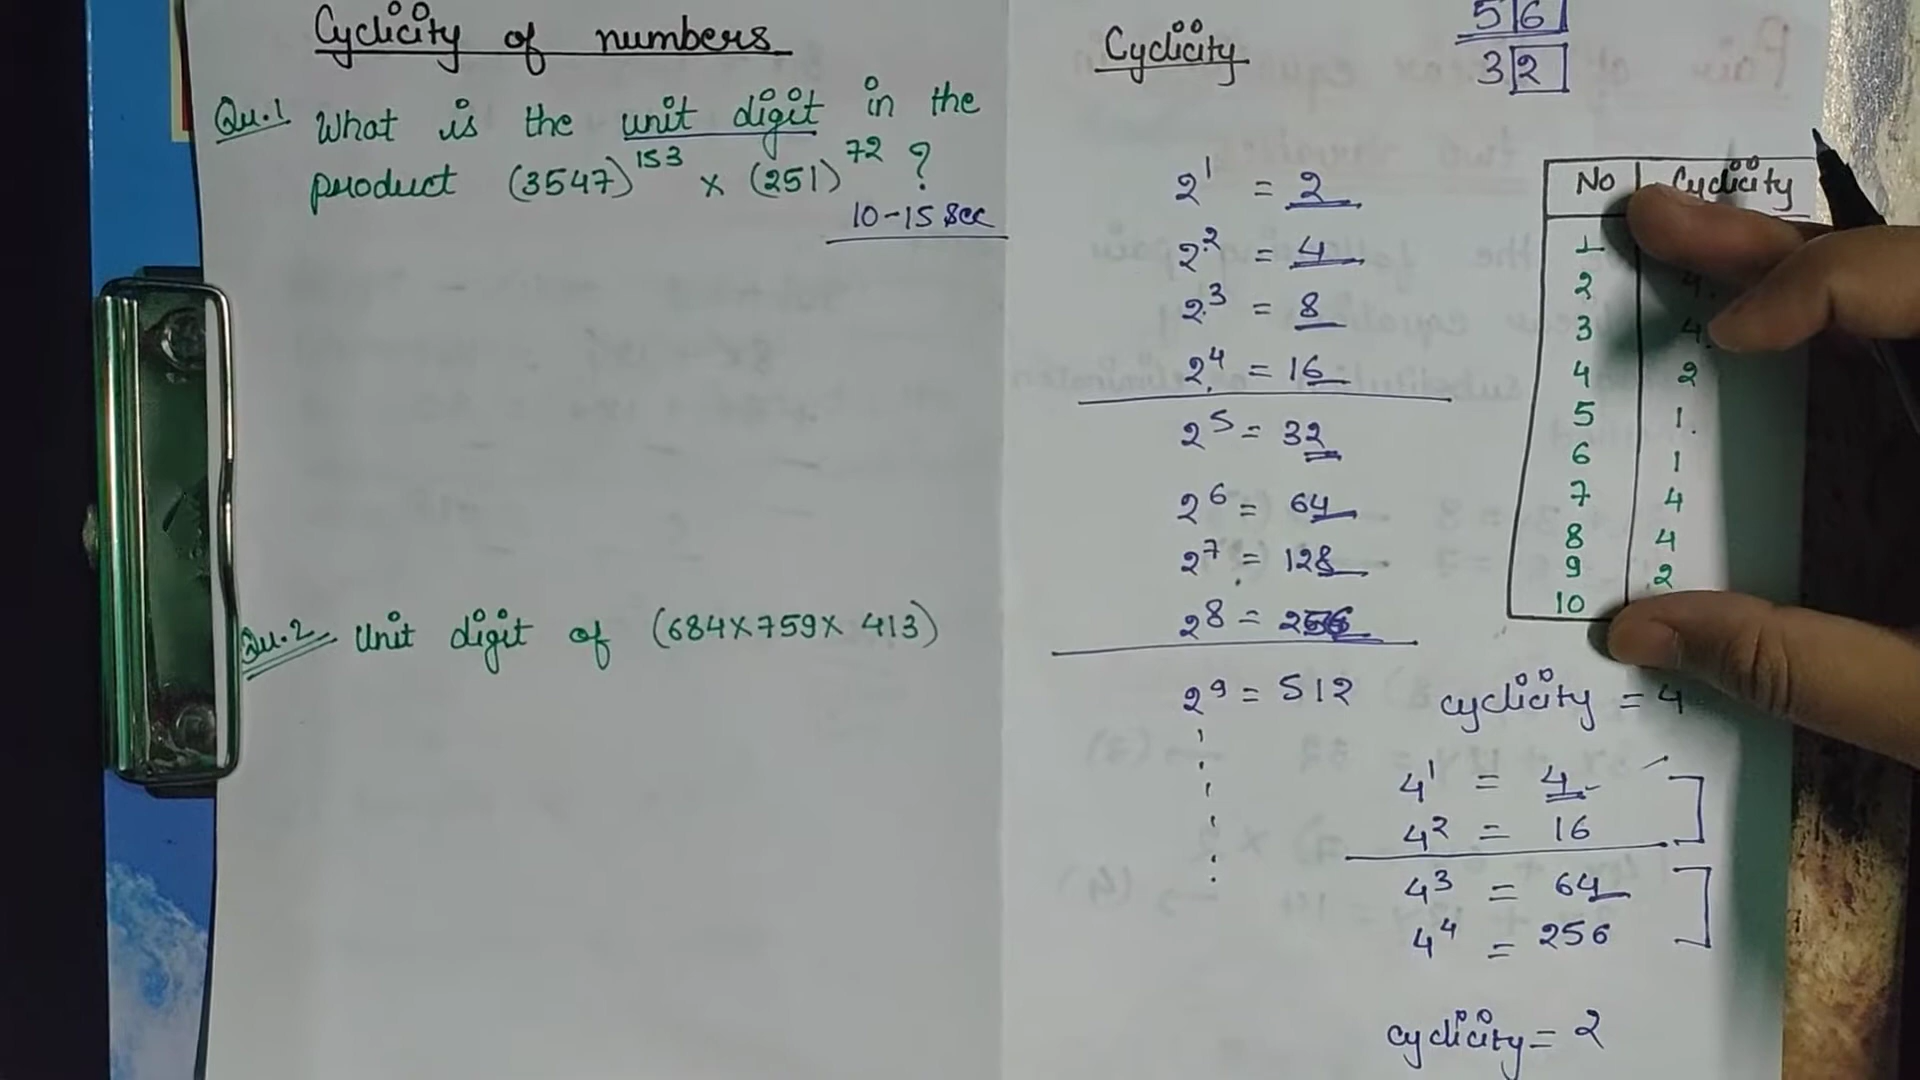 Cyclicity of numbers
Qu.1 What is the unit digit in the
product (3547)^153 x (251)^72 ?
10-15 sec
Qu.2 Unit digit of (684x759x 413)
Cyclicity
56
32
2^1 = 2
2^2 = 4
2^3 = 8
2^4 = 16
2^5 = 32
2^6 = 64
2^7 = 128
2^8 = 256
2^9 = 512
No Cyclicity
1
2 4
3 4
4 2
5 1
6 1
7 4
8 4
9 2
10
cyclicity = 4
4^1 = 4
4^2 = 16
4^3 = 64
4^4 = 256
cyclicity = 2